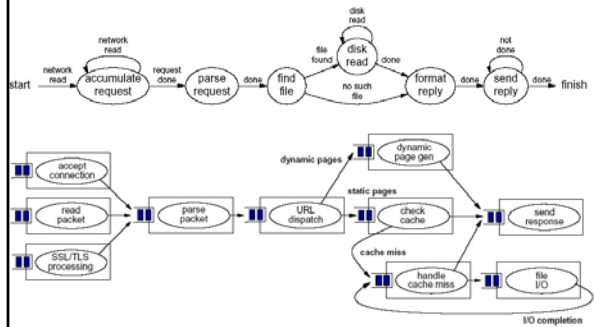 disk
read
network
read
not
done
start
network
read
accumulate
request
request
done
parse
request
done
find
file
file
found
disk
read
done
no such
file
format
reply
done
send
reply
done
finish
accept
connection
read
packet
SSL/TLS
processing
parse
packet
URL
dispatch
dynamic pages
dynamic
page gen
static pages
check
cache
send
response
cache miss
handle
cache miss
file
I/O
I/O completion